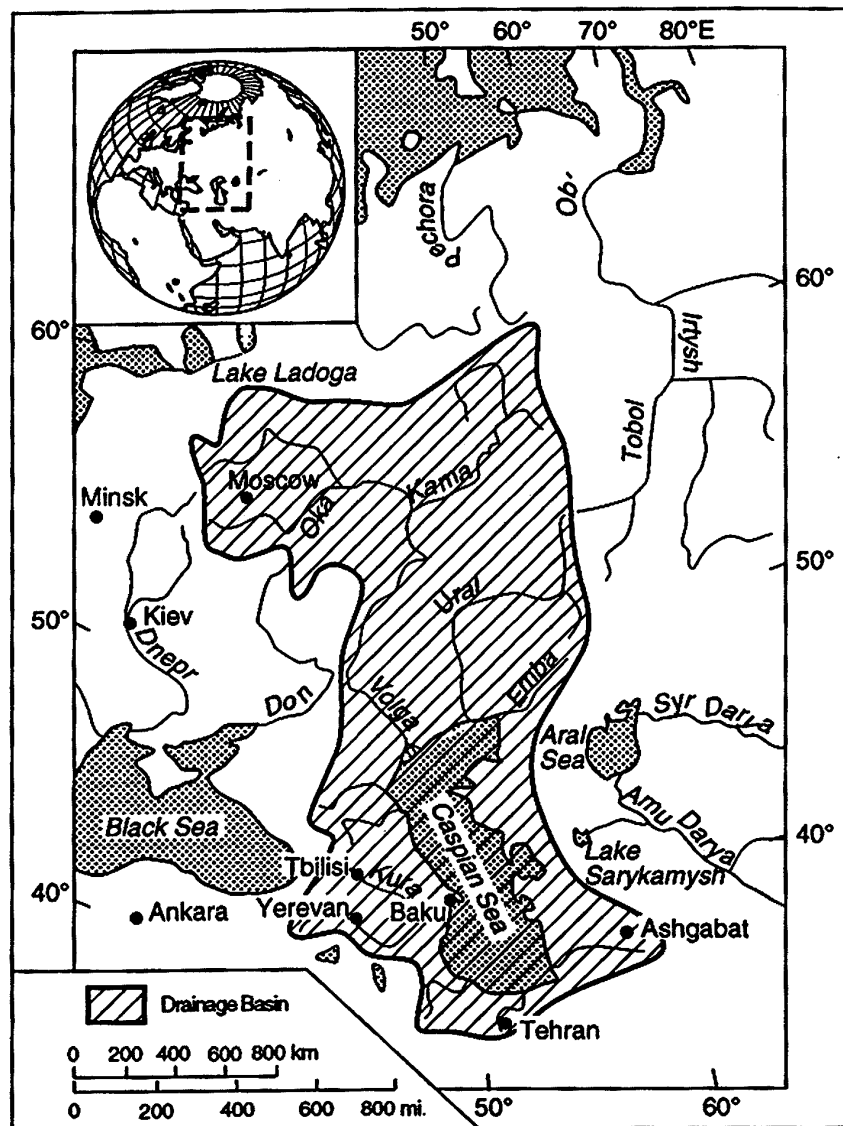 50° 60° 70° 80°E
Pechora
Ob'
60°
60°
Irtysh
Lake Ladoga
Tobol
Kama
Moscow
Minsk
Oka
50°
Ural
50°
Kiev
Dnepr
Emba
Don
Volga
Syr Darya
Aral
Sea
Amu Darya
Caspian Sea
Black Sea
40°
Lake
Sarykamysh
Tbilisi
Kura
40°
Ankara
Yerevan
Baku
Ashgabat
Drainage Basin
Tehran
0 200 400 600 800 km
0 200 400 600 800 mi.
50° 60°